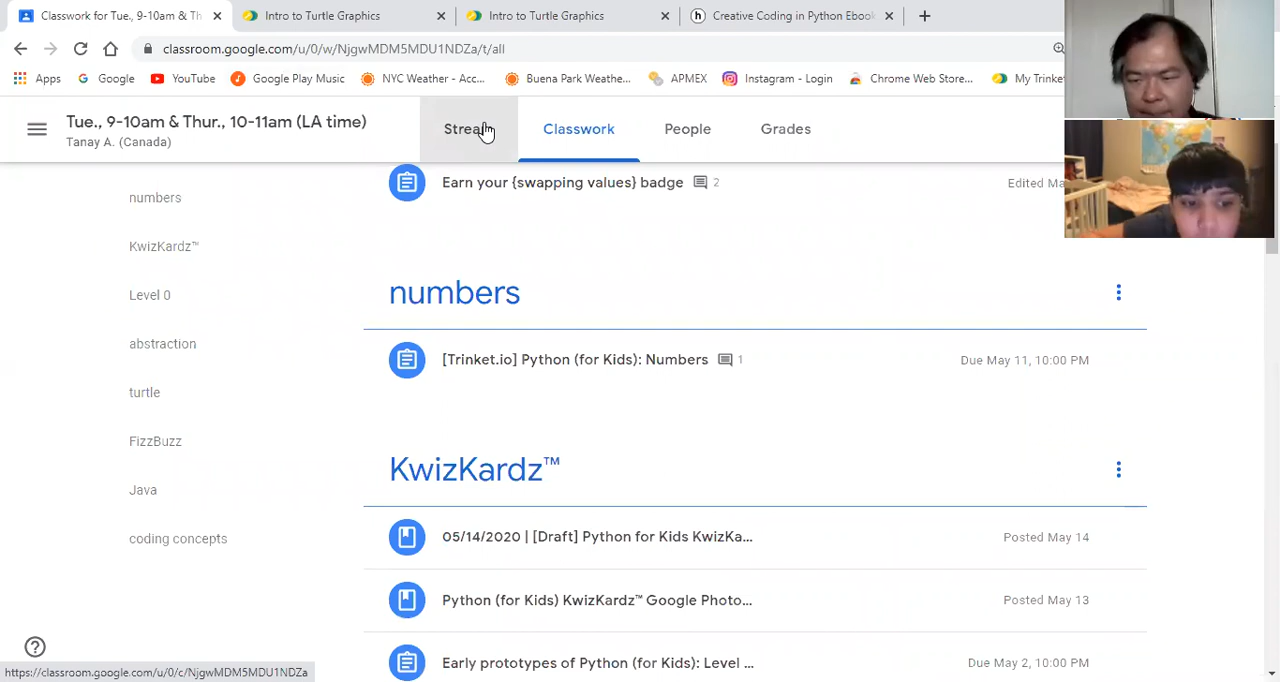 Classwork for Tue., 9-10am & Th
Intro to Turtle Graphics
Intro to Turtle Graphics
Creative Coding in Python Ebook
classroom.google.com/u/0/w/NjgwMDM5MDU1NDZa/t/all
Apps
Google
YouTube
Google Play Music
NYC Weather - Acc...
Buena Park Weathe...
APMEX
Instagram - Login
Chrome Web Store...
My Trinket
Tue., 9-10am & Thur., 10-11am (LA time)
Tanay A. (Canada)
Stream
Classwork
People
Grades
numbers
KwizKardz™
Level 0
abstraction
turtle
FizzBuzz
Java
coding concepts
Earn your {swapping values} badge 2
Edited Ma
numbers
[Trinket.io] Python (for Kids): Numbers 1
Due May 11, 10:00 PM
KwizKardz™
05/14/2020 | [Draft] Python for Kids KwizKa...
Posted May 14
Python (for Kids) KwizKardz™ Google Photo...
Posted May 13
Early prototypes of Python (for Kids): Level ...
Due May 2, 10:00 PM
https://classroom.google.com/u/0/c/NjgwMDM5MDU1NDZa